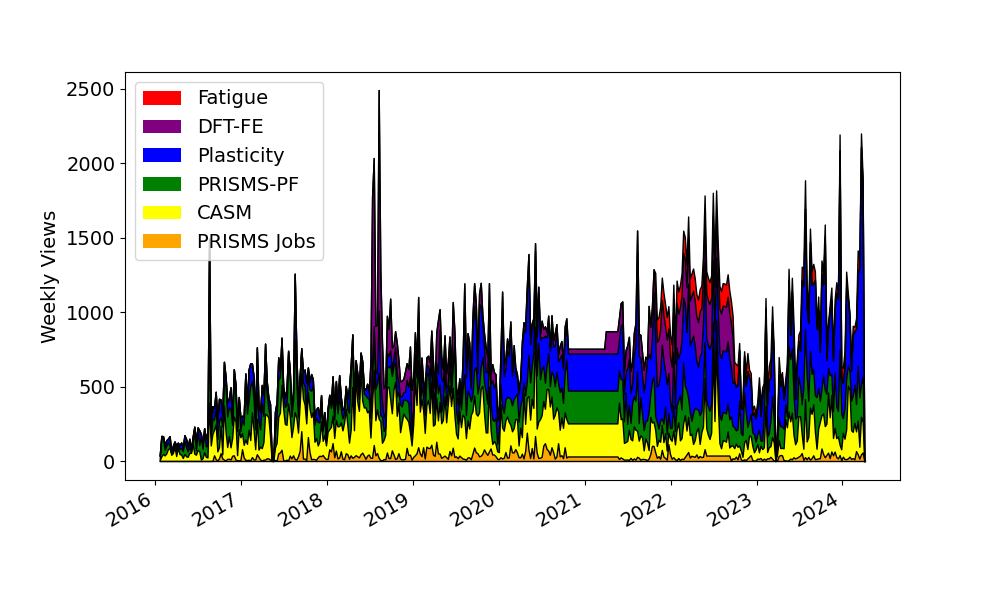 2500
2000
1500
1000
500
0
Weekly Views
Fatigue
DFT-FE
Plasticity
PRISMS-PF
CASM
PRISMS Jobs
2016
2017
2018
2019
2020
2021
2022
2023
2024